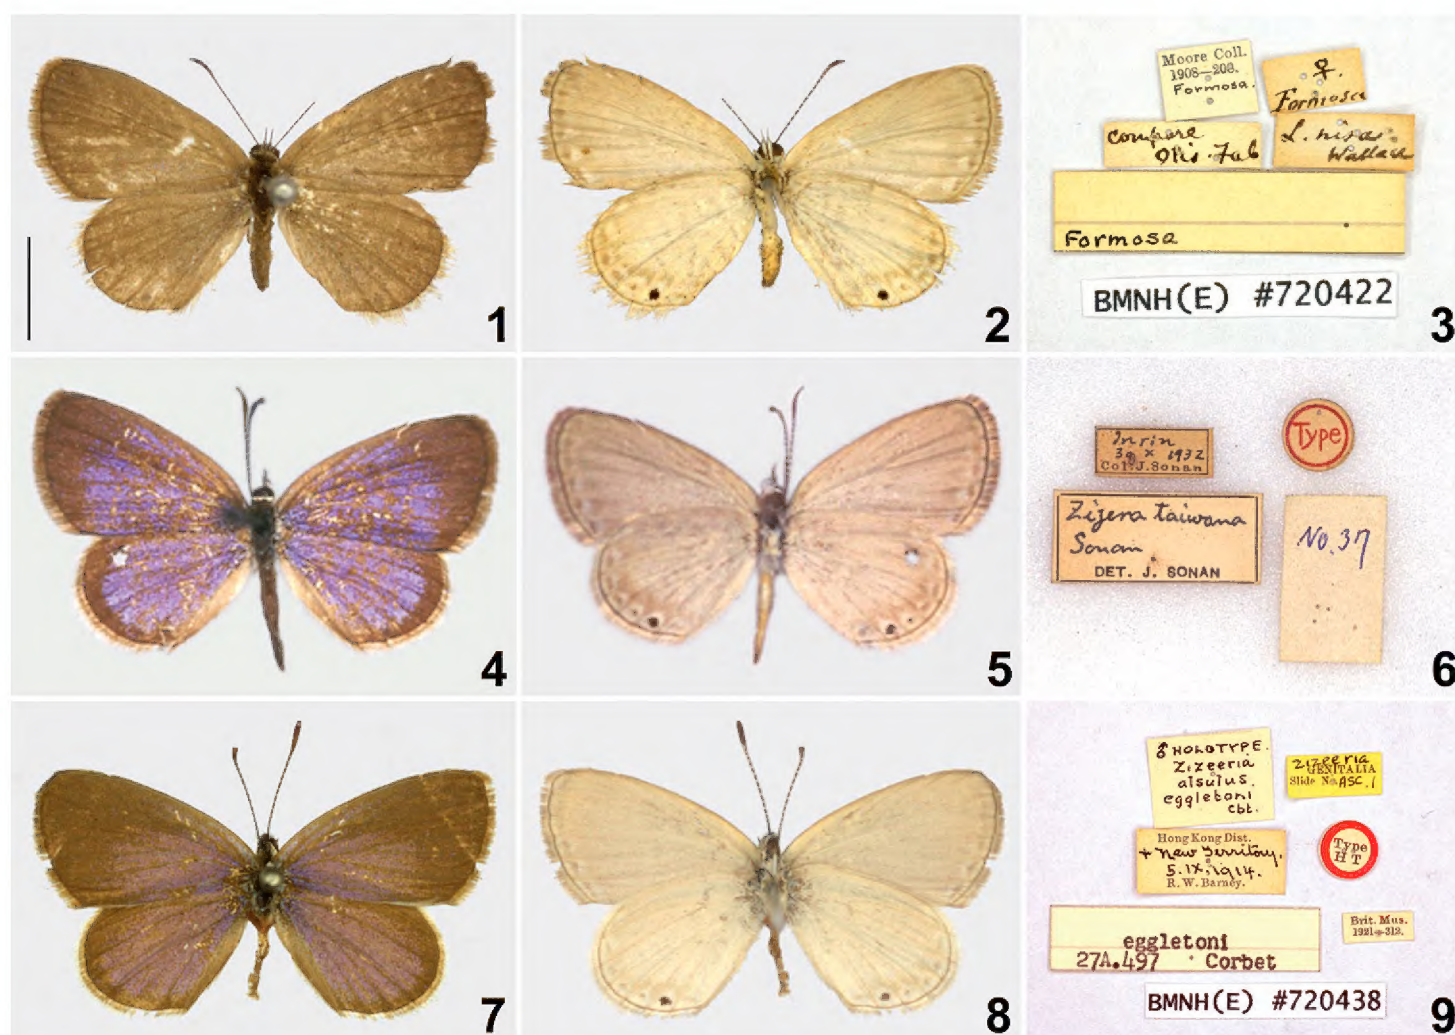 1
2
Moore Coll.
1908—208.
Formosa.
♀.
Formosa
compare
Otis. Fab
L. nisa.
Wallace
Formosa
BMNH(E) #720422
3
4
5
Inrin
X 1932
Col. J. Sonan
Type
Zizera taiwana
Sonan.
DET. J. SONAN
No. 37
6
7
8
♂ HOLOTYPE.
Zizeeria
alsulus.
eggletoni
Cbt.
zizeeria
GENITALIA
Slide No. ASC. 1
Hong Kong Dist.
+ New Territory.
5.IX.1914.
R. W. Barney.
Type
H T
Brit. Mus.
1921—312.
eggletoni
27A.497 Corbet
BMNH(E) #720438
9